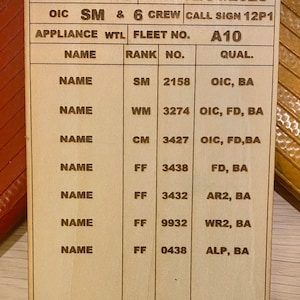 OIC SM & 6 CREW CALL SIGN 12P1
APPLIANCE WTL FLEET NO. A10
NAME RANK NO. QUAL.
NAME SM 2158 OIC, BA
NAME WM 3274 OIC, FD, BA
NAME CM 3427 OIC, FD,BA
NAME FF 3438 FD, BA
NAME FF 3432 AR2, BA
NAME FF 9932 WR2, BA
NAME FF 0438 ALP, BA